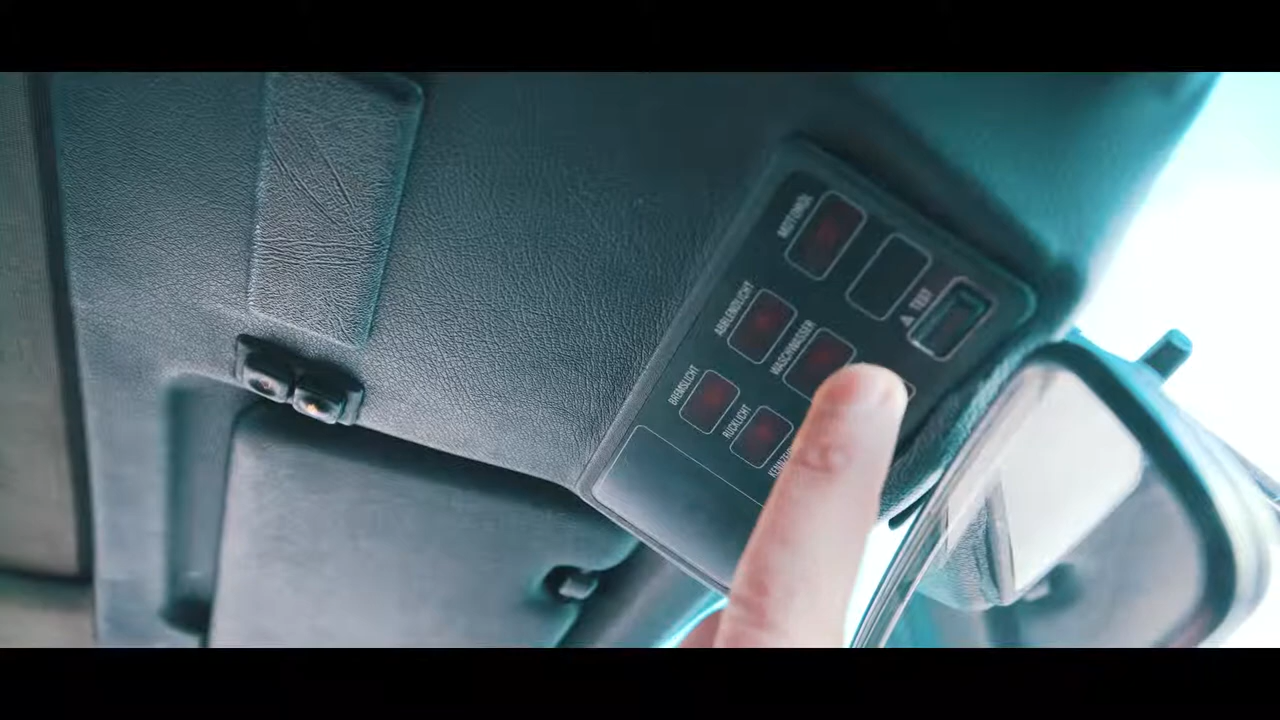 MOTORÖL
TEST
ABBLENDLICHT
WASCHWASSER
BREMSLICHT
RÜCKLICHT